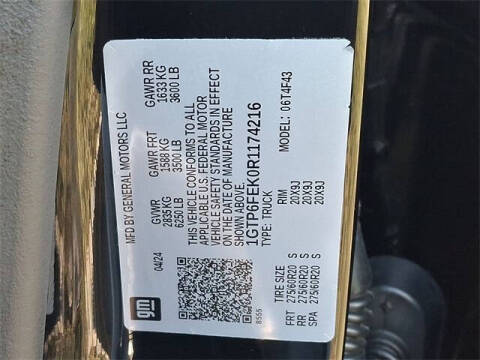 MFD BY GENERAL MOTORS LLC
04/24
GVWR GAWR FRT GAWR RR
2835 KG 1588 KG 1633 KG
6250 LB 3500 LB 3600 LB
THIS VEHICLE CONFORMS TO ALL
APPLICABLE U.S. FEDERAL MOTOR
VEHICLE SAFETY STANDARDS IN EFFECT
ON THE DATE OF MANUFACTURE
SHOWN ABOVE.
1GTP6FEK0R1174216
TYPE: TRUCK MODEL: 06T4F43
TIRE SIZE RIM
FRT 275/60R20 S 20X9J
RR 275/60R20 S 20X9J
SPA 275/60R20 S 20X9J
gm
8555